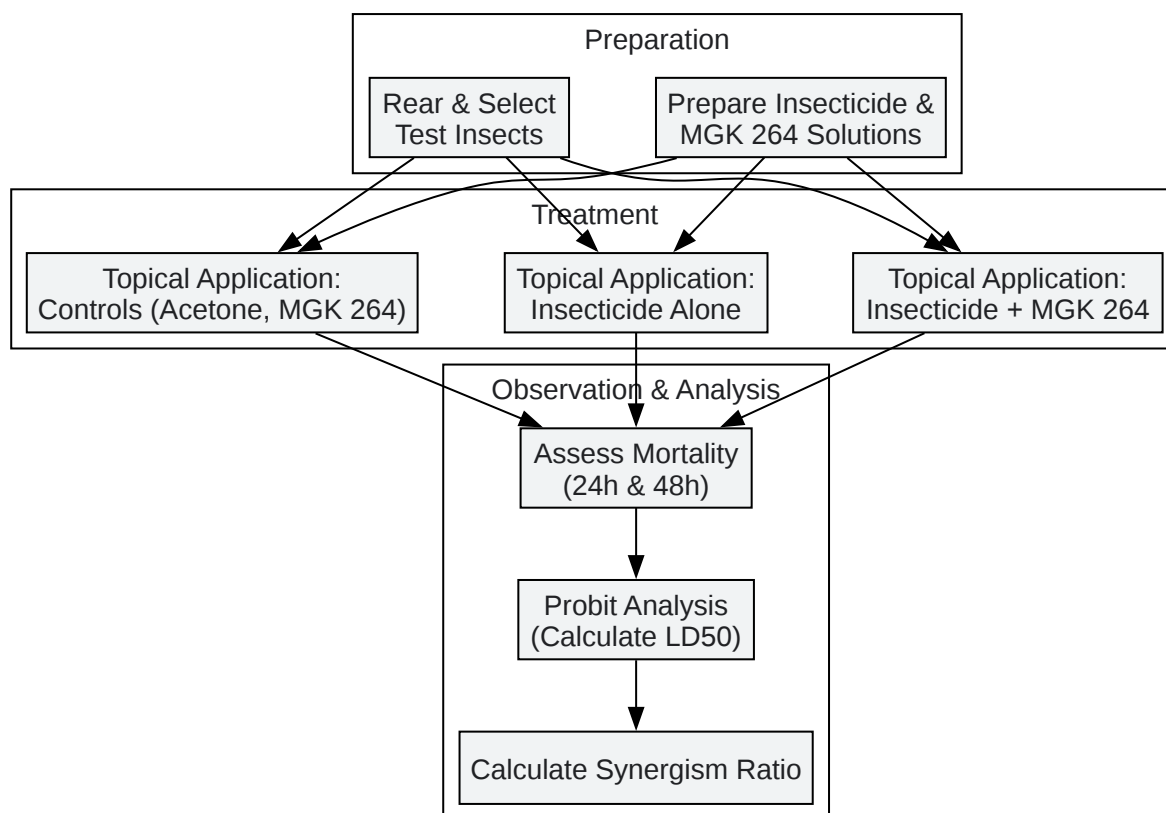 Preparation
Rear & Select
Test Insects
Prepare Insecticide &
MGK 264 Solutions
Treatment
Topical Application:
Controls (Acetone, MGK 264)
Topical Application:
Insecticide Alone
Topical Application:
Insecticide + MGK 264
Observation & Analysis
Assess Mortality
(24h & 48h)
Probit Analysis
(Calculate LD50)
Calculate Synergism Ratio